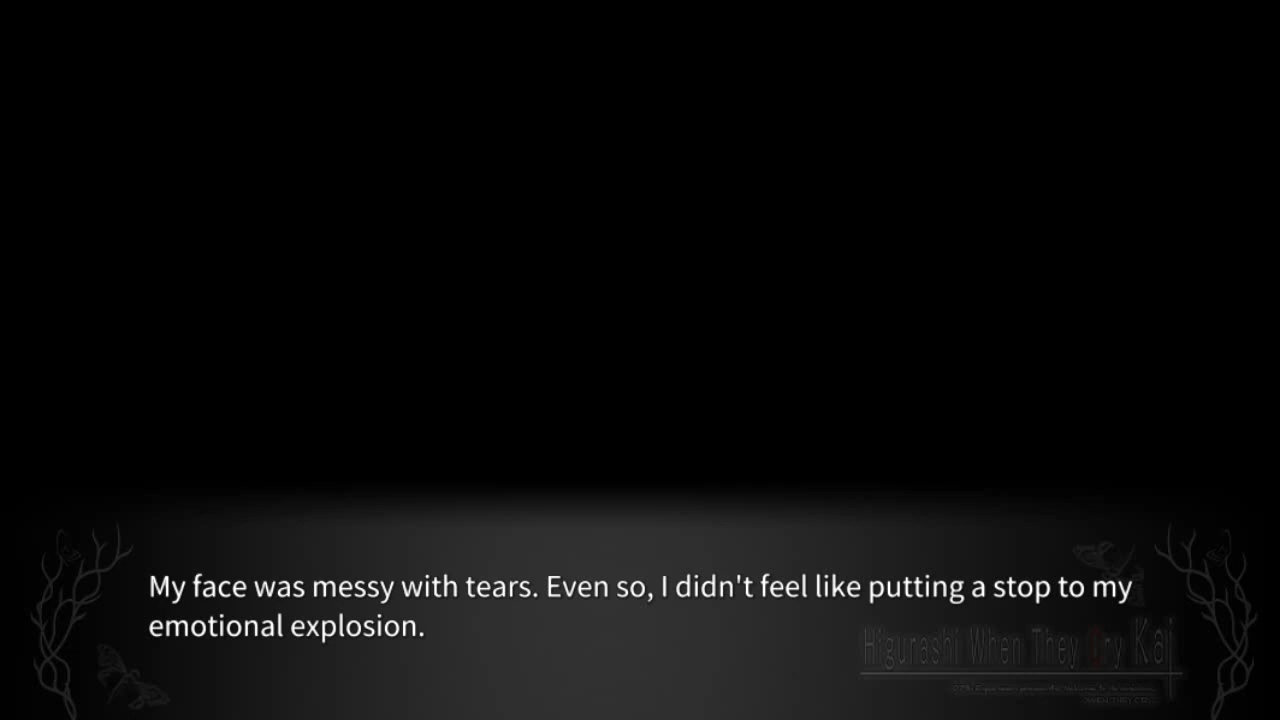 My face was messy with tears. Even so, I didn't feel like putting a stop to my
emotional explosion.
Higurashi When They Cry Kai